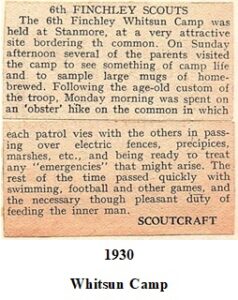 6th FINCHLEY SCOUTS
The 6th Finchley Whitsun Camp was
held at Stanmore, at a very attractive
site bordering th common. On Sunday
afternoon several of the parents visited
the camp to see something of camp life
and to sample large mugs of home-
brewed. Following the age-old custom of
the troop, Monday morning was spent on
an 'obster' hike on the common in which
each patrol vies with the others in pass-
ing over electric fences, precipices,
marshes, etc., and being ready to treat
any "emergencies" that might arise. The
rest of the time passed quickly with
swimming, football and other games, and
the necessary though pleasant duty of
feeding the inner man.
SCOUTCRAFT
1930
Whitsun Camp